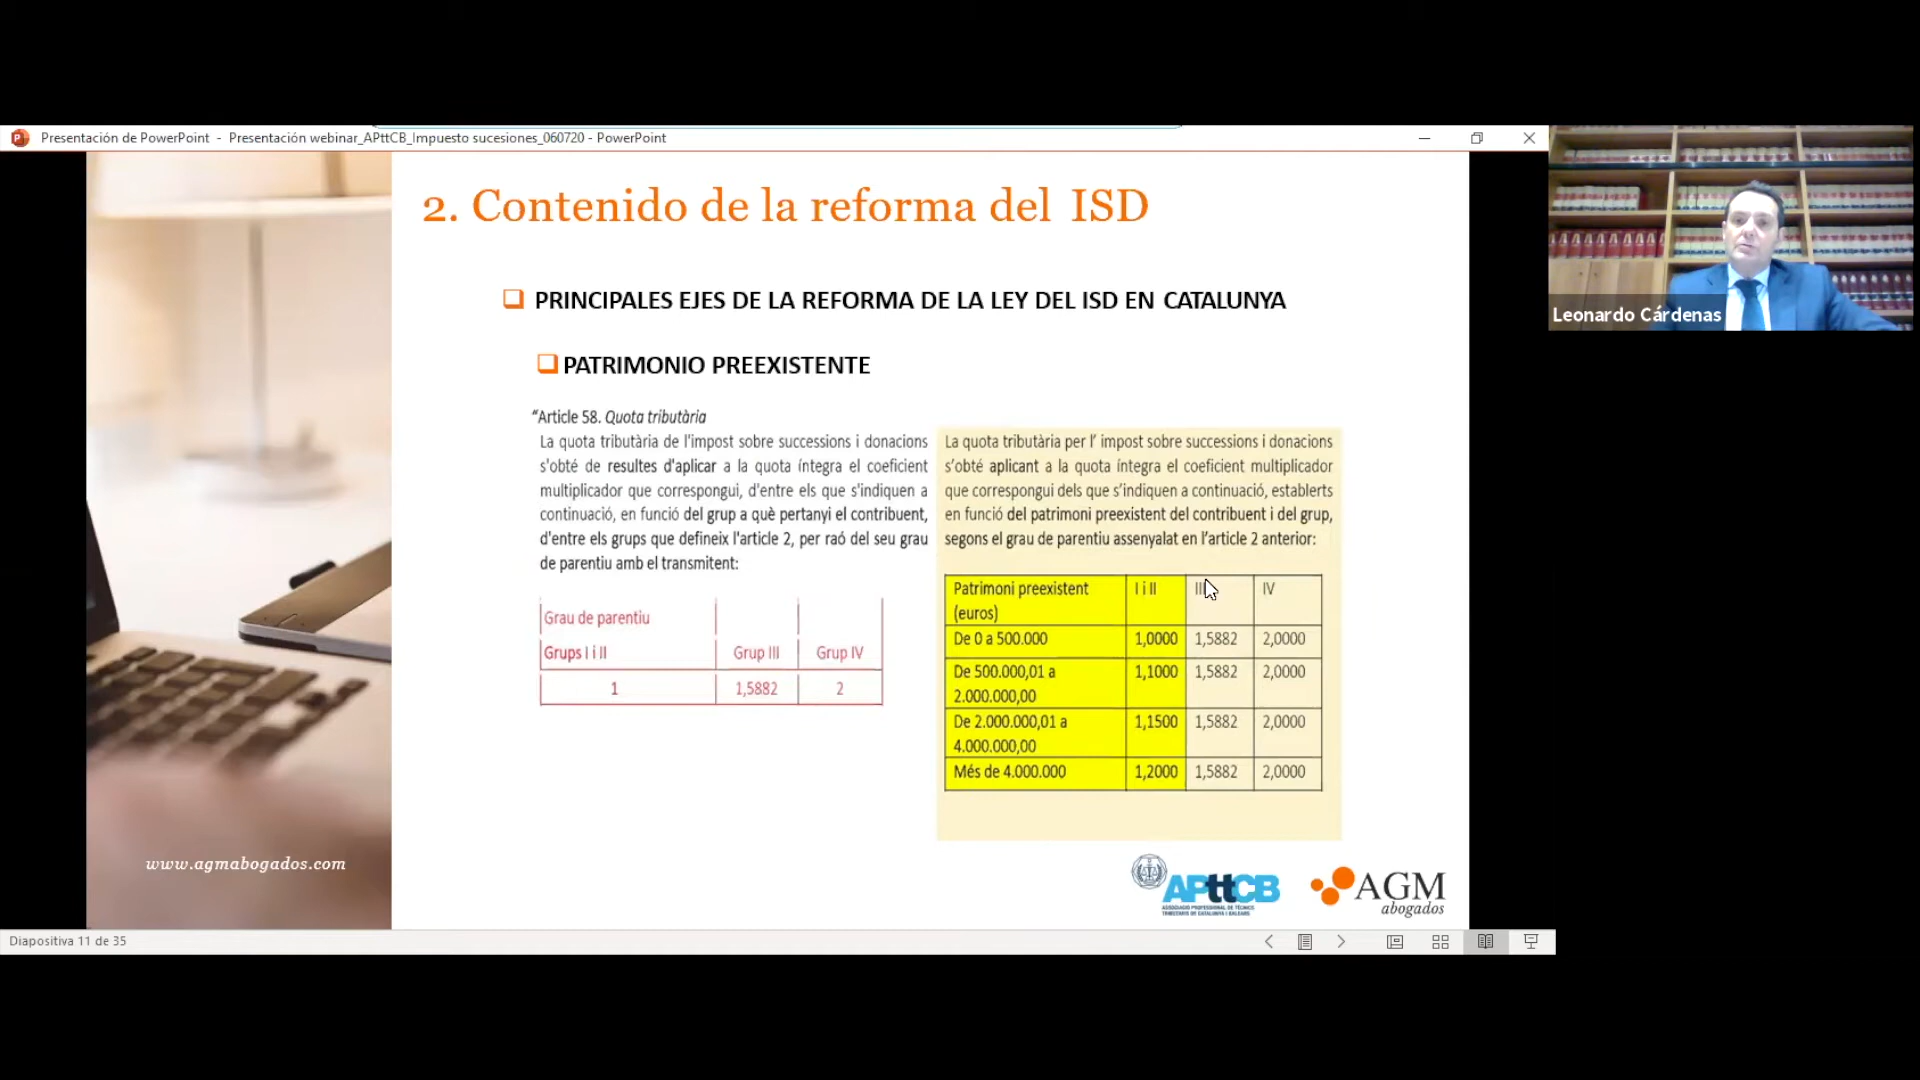 Presentación de PowerPoint - Presentación webinar_APttCB_Impuesto sucesiones_060720 - PowerPoint
2. Contenido de la reforma del ISD
PRINCIPALES EJES DE LA REFORMA DE LA LEY DEL ISD EN CATALUNYA
PATRIMONIO PREEXISTENTE
“Article 58. Quota tributària
La quota tributària de l'impost sobre successions i donacions
s'obté de resultes d'aplicar a la quota íntegra el coeficient
multiplicador que correspongui, d'entre els que s'indiquen a
continuació, en funció del grup a què pertanyi el contribuent,
d'entre els grups que defineix l'article 2, per raó del seu grau
de parentiu amb el transmitent:
Grau de parentiu
Grups I i II Grup III Grup IV
1 1,5882 2
La quota tributària per l’ impost sobre successions i donacions
s’obté aplicant a la quota íntegra el coeficient multiplicador
que correspongui dels que s’indiquen a continuació, establerts
en funció del patrimoni preexistent del contribuent i del grup,
segons el grau de parentiu assenyalat en l’article 2 anterior:
Patrimoni preexistent I i II III IV
(euros)
De 0 a 500.000 1,0000 1,5882 2,0000
De 500.000,01 a 1,1000 1,5882 2,0000
2.000.000,00
De 2.000.000,01 a 1,1500 1,5882 2,0000
4.000.000,00
Més de 4.000.000 1,2000 1,5882 2,0000
www.agmabogados.com
APttCB
ASSOCIACIÓ PROFESSIONAL DE TÈCNICS
TRIBUTARIS DE CATALUNYA I BALEARS
AGM
abogados
Diapositiva 11 de 35
Leonardo Cárdenas